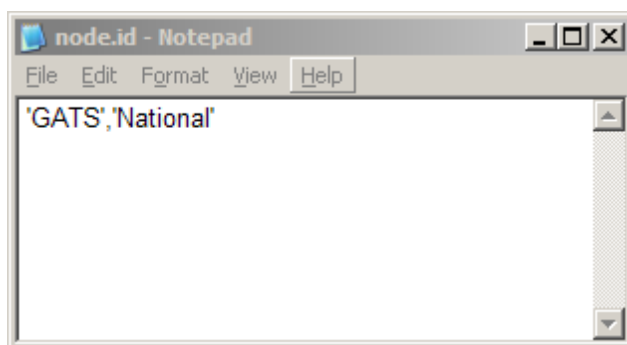 node.id - Notepad
File Edit Format View Help
'GATS','National'